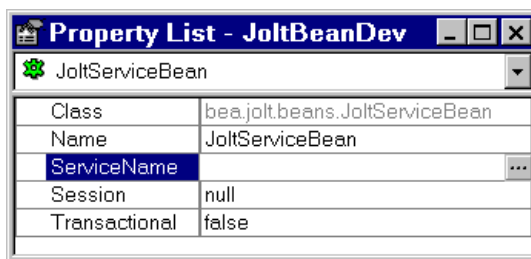 Property List - JoltBeanDev
JoltServiceBean
Class bea.jolt.beans.JoltServiceBean
Name JoltServiceBean
ServiceName ...
Session null
Transactional false